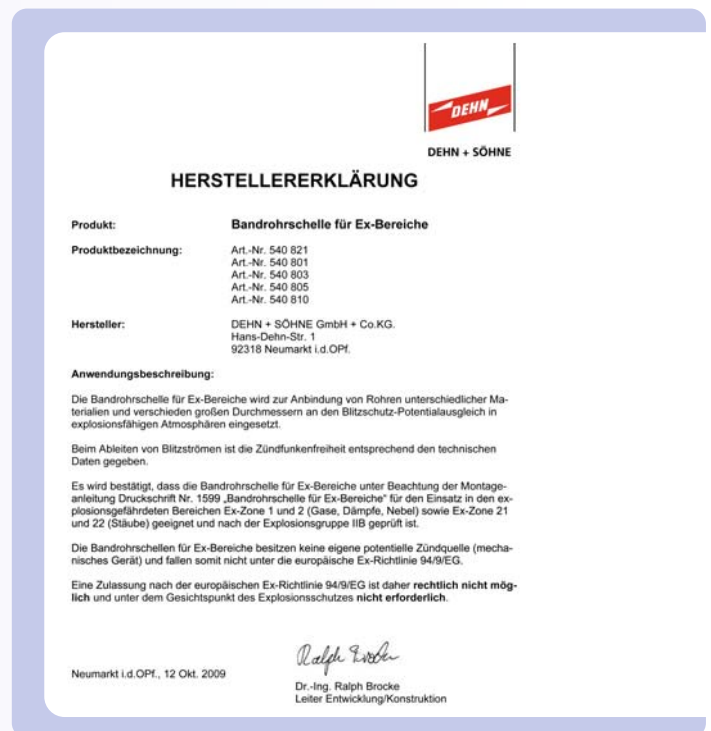 DEHN
DEHN + SÖHNE
HERSTELLERERKLÄRUNG
Produkt: Bandrohrschelle für Ex-Bereiche
Produktbezeichnung: Art.-Nr. 540 821
Art.-Nr. 540 801
Art.-Nr. 540 803
Art.-Nr. 540 805
Art.-Nr. 540 810
Hersteller: DEHN + SÖHNE GmbH + Co.KG.
Hans-Dehn-Str. 1
92318 Neumarkt i.d.OPf.
Anwendungsbeschreibung:
Die Bandrohrschelle für Ex-Bereiche wird zur Anbindung von Rohren unterschiedlicher Ma-
terialien und verschieden großen Durchmessern an den Blitzschutz-Potentialausgleich in
explosionsfähigen Atmosphären eingesetzt.
Beim Ableiten von Blitzströmen ist die Zündfunkenfreiheit entsprechend den technischen
Daten gegeben.
Es wird bestätigt, dass die Bandrohrschelle für Ex-Bereiche unter Beachtung der Montage-
anleitung Druckschrift Nr. 1599 „Bandrohrschelle für Ex-Bereiche" für den Einsatz in den ex-
plosionsgefährdeten Bereichen Ex-Zone 1 und 2 (Gase, Dämpfe, Nebel) sowie Ex-Zone 21
und 22 (Stäube) geeignet und nach der Explosionsgruppe IIB geprüft ist.
Die Bandrohrschellen für Ex-Bereiche besitzen keine eigene potentielle Zündquelle (mecha-
nisches Gerät) und fallen somit nicht unter die europäische Ex-Richtlinie 94/9/EG.
Eine Zulassung nach der europäischen Ex-Richtlinie 94/9/EG ist daher rechtlich nicht mög-
lich und unter dem Gesichtspunkt des Explosionsschutzes nicht erforderlich.
Ralph Brocke
Neumarkt i.d.OPf., 12 Okt. 2009
Dr.-Ing. Ralph Brocke
Leiter Entwicklung/Konstruktion